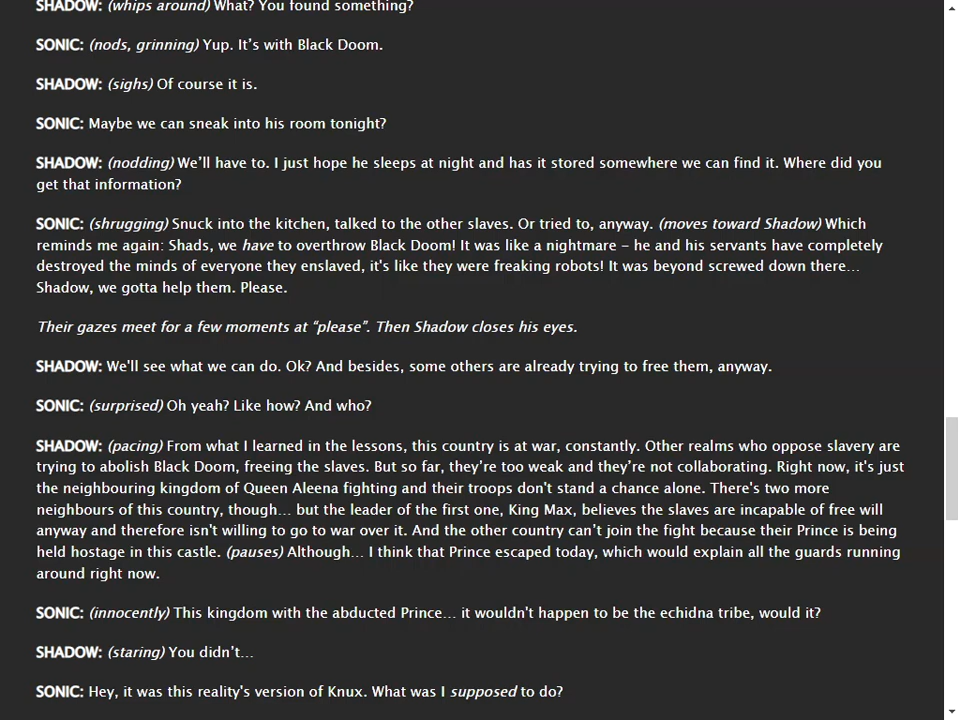 SHADOW: (whips around) What? You found something?
SONIC: (nods, grinning) Yup. It’s with Black Doom.
SHADOW: (sighs) Of course it is.
SONIC: Maybe we can sneak into his room tonight?
SHADOW: (nodding) We’ll have to. I just hope he sleeps at night and has it stored somewhere we can find it. Where did you
get that information?
SONIC: (shrugging) Snuck into the kitchen, talked to the other slaves. Or tried to, anyway. (moves toward Shadow) Which
reminds me again: Shads, we have to overthrow Black Doom! It was like a nightmare – he and his servants have completely
destroyed the minds of everyone they enslaved, it's like they were freaking robots! It was beyond screwed down there…
Shadow, we gotta help them. Please.
Their gazes meet for a few moments at “please”. Then Shadow closes his eyes.
SHADOW: We'll see what we can do. Ok? And besides, some others are already trying to free them, anyway.
SONIC: (surprised) Oh yeah? Like how? And who?
SHADOW: (pacing) From what I learned in the lessons, this country is at war, constantly. Other realms who oppose slavery are
trying to abolish Black Doom, freeing the slaves. But so far, they’re too weak and they’re not collaborating. Right now, it's just
the neighbouring kingdom of Queen Aleena fighting and their troops don't stand a chance alone. There's two more
neighbours of this country, though… but the leader of the first one, King Max, believes the slaves are incapable of free will
anyway and therefore isn't willing to go to war over it. And the other country can’t join the fight because their Prince is being
held hostage in this castle. (pauses) Although… I think that Prince escaped today, which would explain all the guards running
around right now.
SONIC: (innocently) This kingdom with the abducted Prince… it wouldn't happen to be the echidna tribe, would it?
SHADOW: (staring) You didn’t…
SONIC: Hey, it was this reality’s version of Knux. What was I supposed to do?